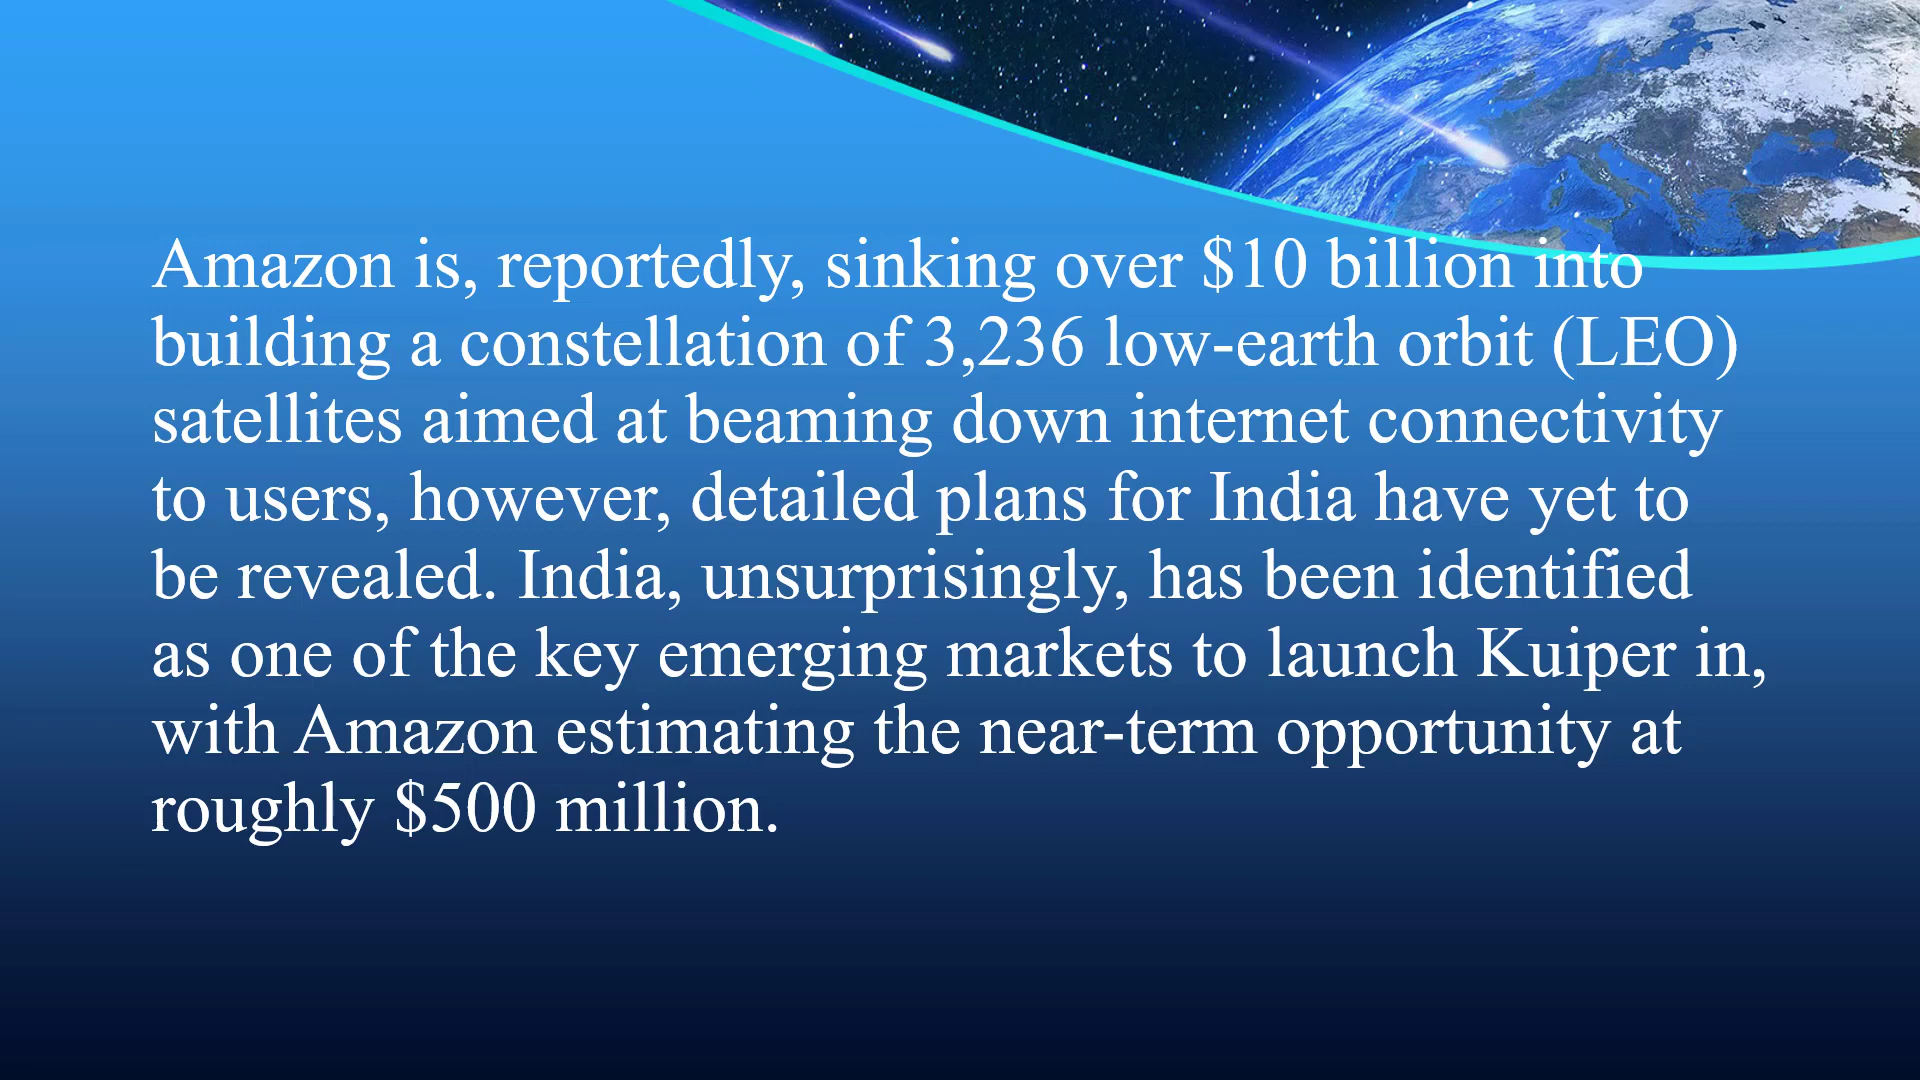 Amazon is, reportedly, sinking over $10 billion into
building a constellation of 3,236 low-earth orbit (LEO)
satellites aimed at beaming down internet connectivity
to users, however, detailed plans for India have yet to
be revealed. India, unsurprisingly, has been identified
as one of the key emerging markets to launch Kuiper in,
with Amazon estimating the near-term opportunity at
roughly $500 million.